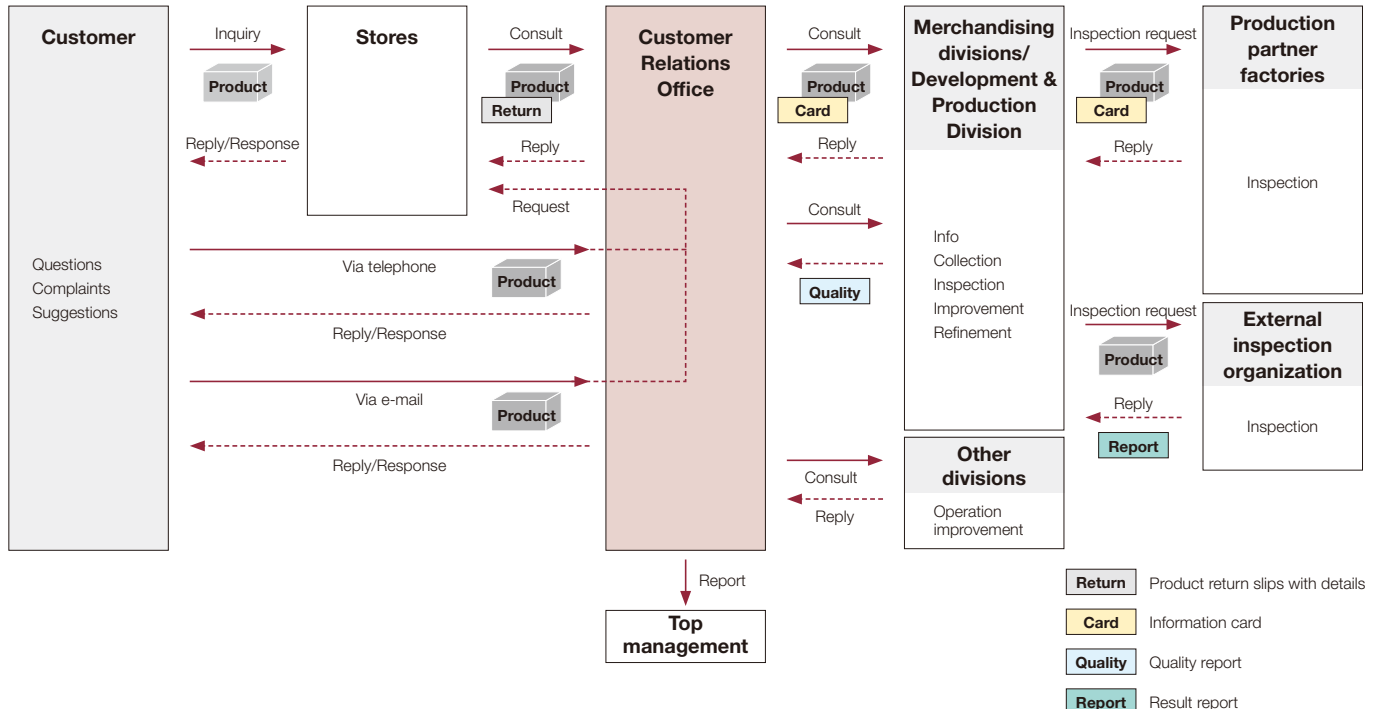 Customer
Questions
Complaints
Suggestions
Inquiry
Product
Reply/Response
Stores
Consult
Product
Return
Reply
Request
Via telephone
Product
Reply/Response
Via e-mail
Product
Reply/Response
Customer
Relations
Office
Report
Top
management
Consult
Product
Card
Reply
Consult
Quality
Consult
Reply
Merchandising
divisions/
Development &
Production
Division
Info
Collection
Inspection
Improvement
Refinement
Other
divisions
Operation
improvement
Inspection request
Product
Card
Reply
Inspection request
Product
Reply
Report
Production
partner
factories
Inspection
External
inspection
organization
Inspection
Return Product return slips with details
Card Information card
Quality Quality report
Report Result report